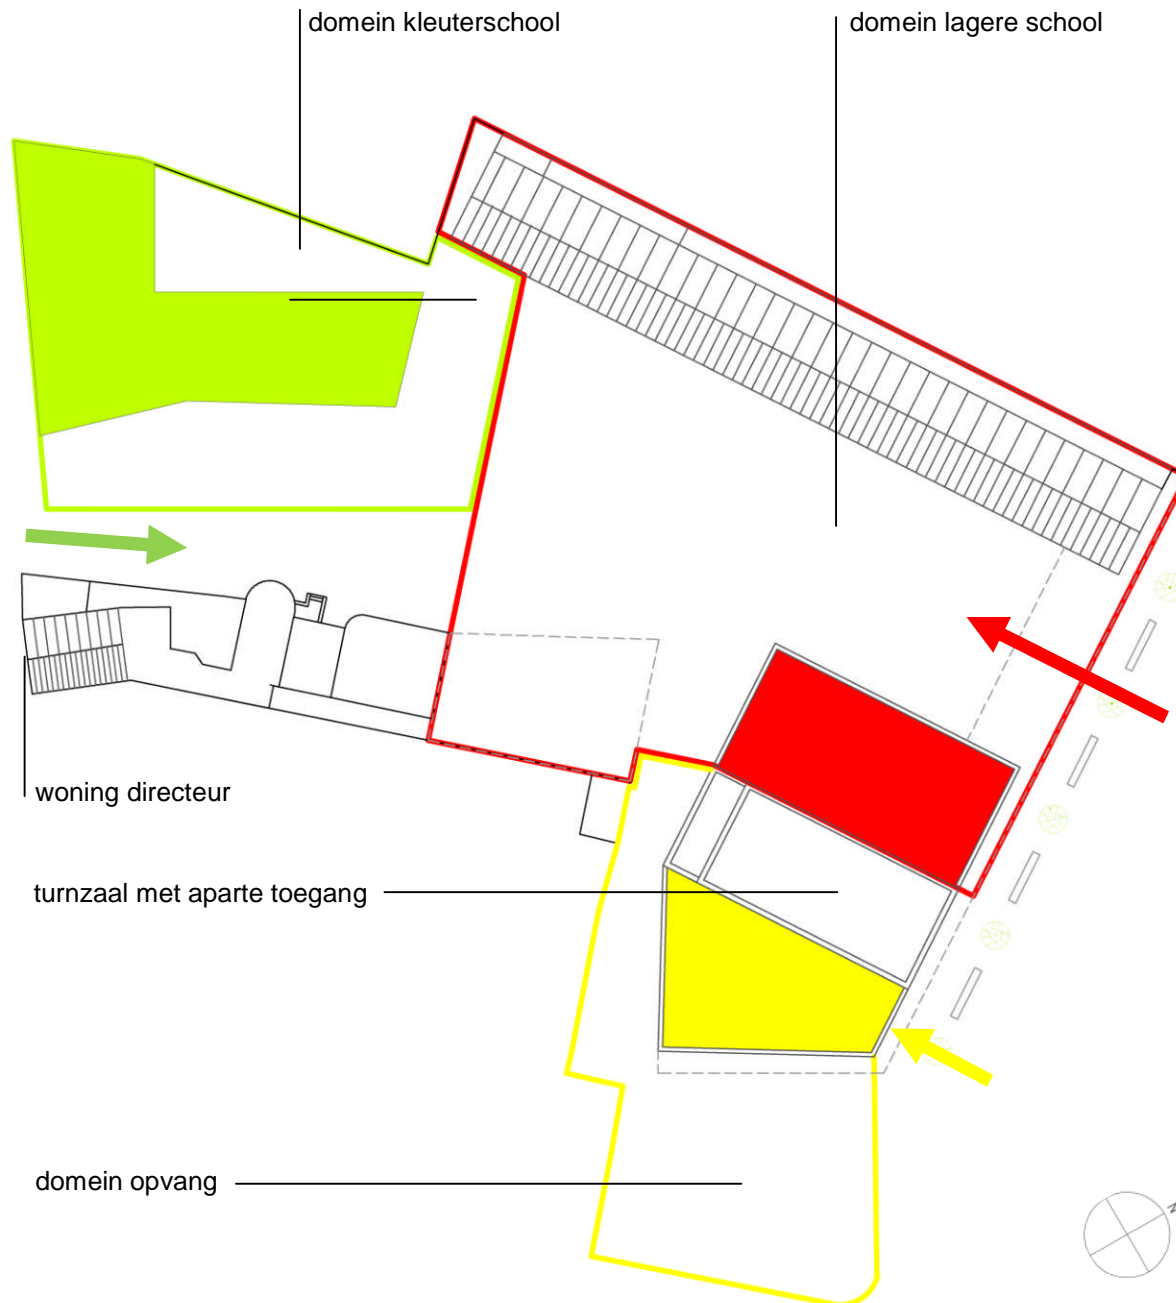 domein kleuterschool
domein lagere school
woning directeur
turnzaal met aparte toegang
domein opvang
N